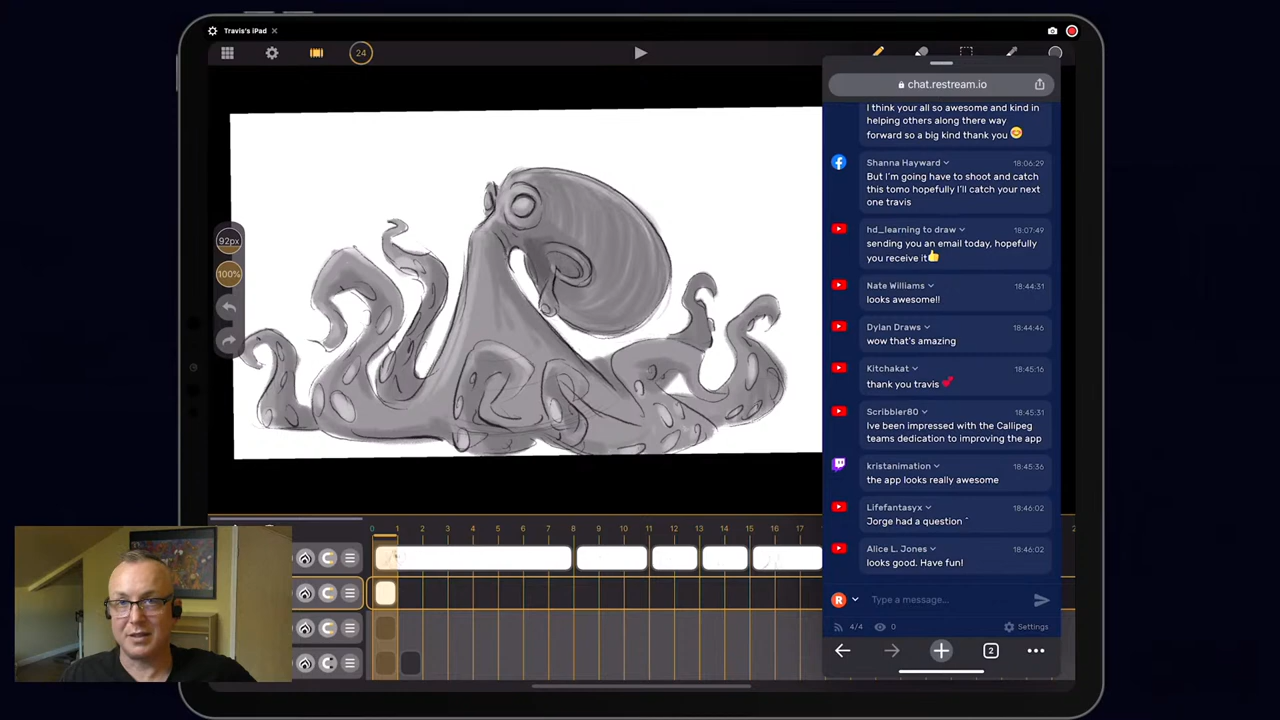 Travis's iPad
24
chat.restream.io
I think your all so awesome and kind in
helping others along there way
forward so a big kind thank you
Shanna Hayward
18:06:29
But I'm going have to shoot and catch
this tomo hopefully I'll catch your next
one travis
hd_learning to draw
18:07:49
sending you an email today, hopefully
you receive it
Nate Williams
18:44:31
looks awesome!!
Dylan Draws
18:44:46
wow that's amazing
Kitchakat
18:45:16
thank you travis
Scribbler80
18:45:31
Ive been impressed with the Callipeg
teams dedication to improving the app
kristanimation
18:45:36
the app looks really awesome
Lifefantasyx
18:46:02
Jorge had a question ^
Alice L. Jones
18:46:02
looks good. Have fun!
R
Type a message...
4/4
0
Settings
2
92px
100%
0 1 2 3 4 5 6 7 8 9 10 11 12 13 14 15 16 17
2